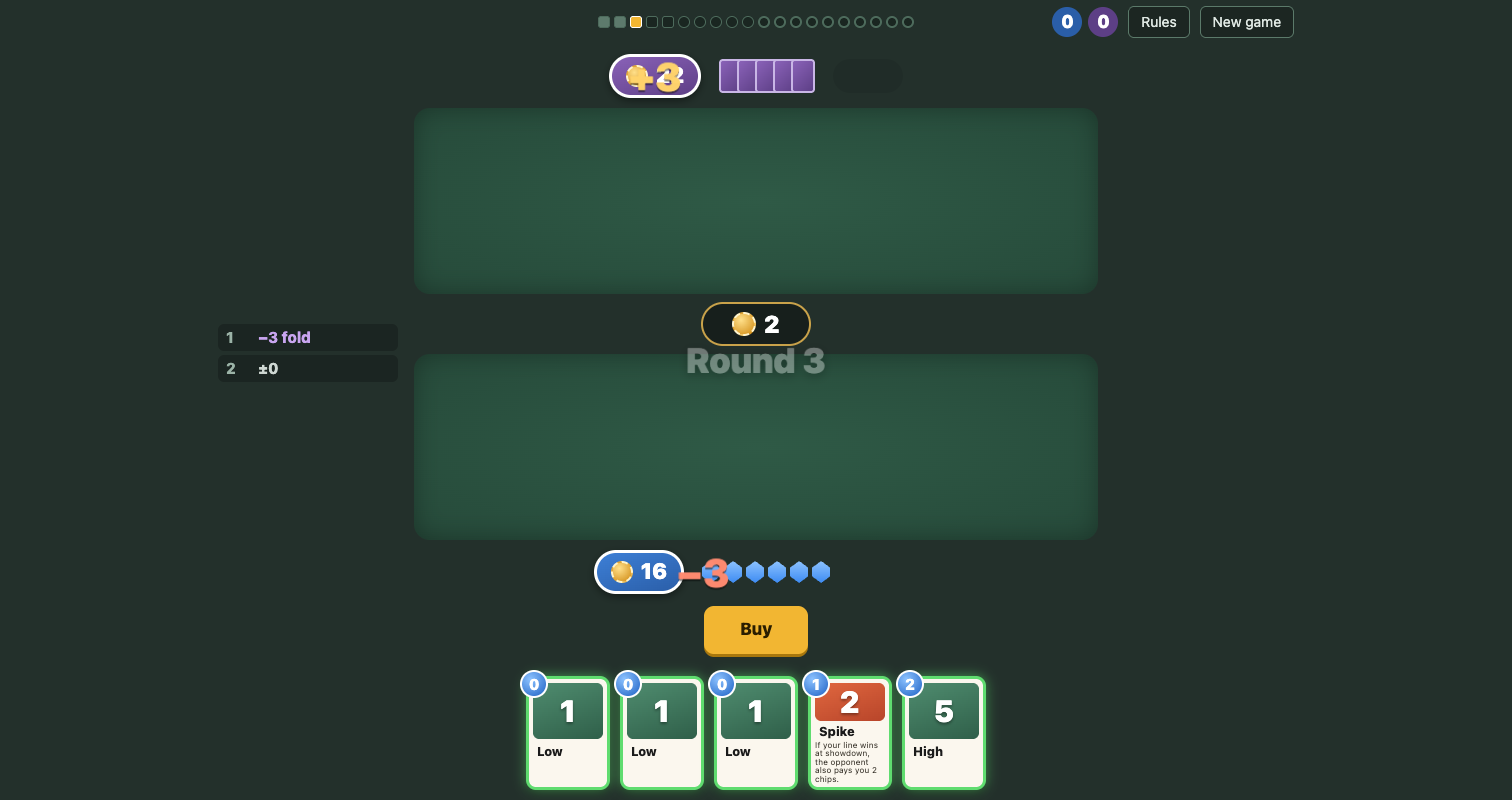 0 0 Rules New game
+3
2
Round 3
1 −3 fold
2 ±0
16 −3
Buy
0 0 0 1 2
1 1 1 2 5
Low Low Low Spike High
If your line wins
at showdown,
the opponent
also pays you 2
chips.